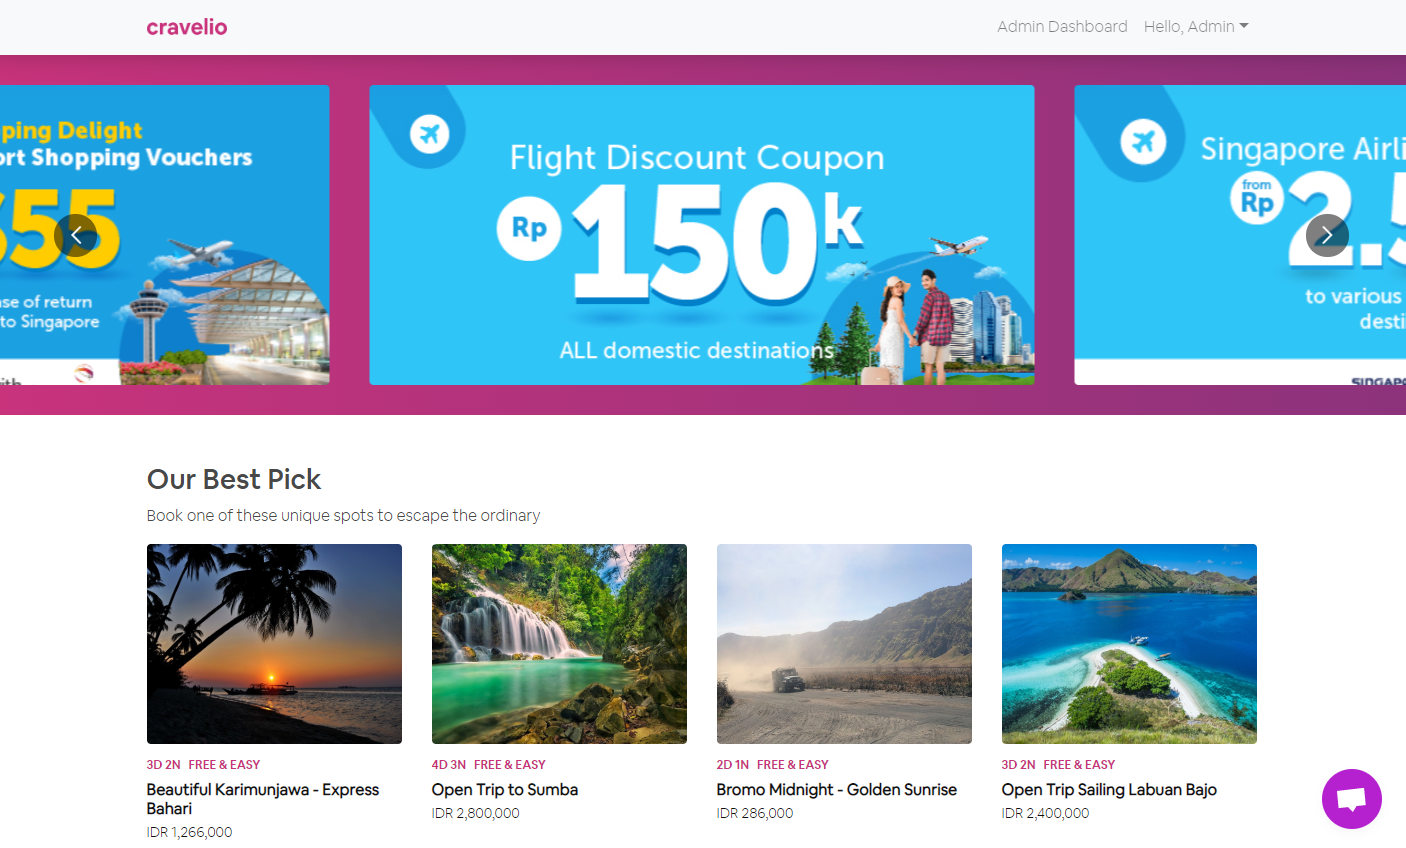 cravelio
Admin Dashboard
Hello, Admin
ping Delight
ort Shopping Vouchers
55
se of return
to Singapore
with
Flight Discount Coupon
Rp 150k
ALL domestic destinations
Singapore Airli
from
Rp 2.5
to various
desti
SINGAP
Our Best Pick
Book one of these unique spots to escape the ordinary
3D 2N FREE & EASY
Beautiful Karimunjawa - Express
Bahari
IDR 1,266,000
4D 3N FREE & EASY
Open Trip to Sumba
IDR 2,800,000
2D 1N FREE & EASY
Bromo Midnight - Golden Sunrise
IDR 286,000
3D 2N FREE & EASY
Open Trip Sailing Labuan Bajo
IDR 2,400,000